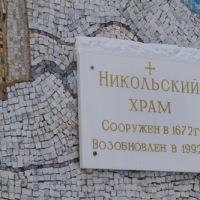 НИКОЛЬСКИЙ
ХРАМ
СООРУЖЕН В 1672 Г
ВОЗОБНОВЛЕН В 1992